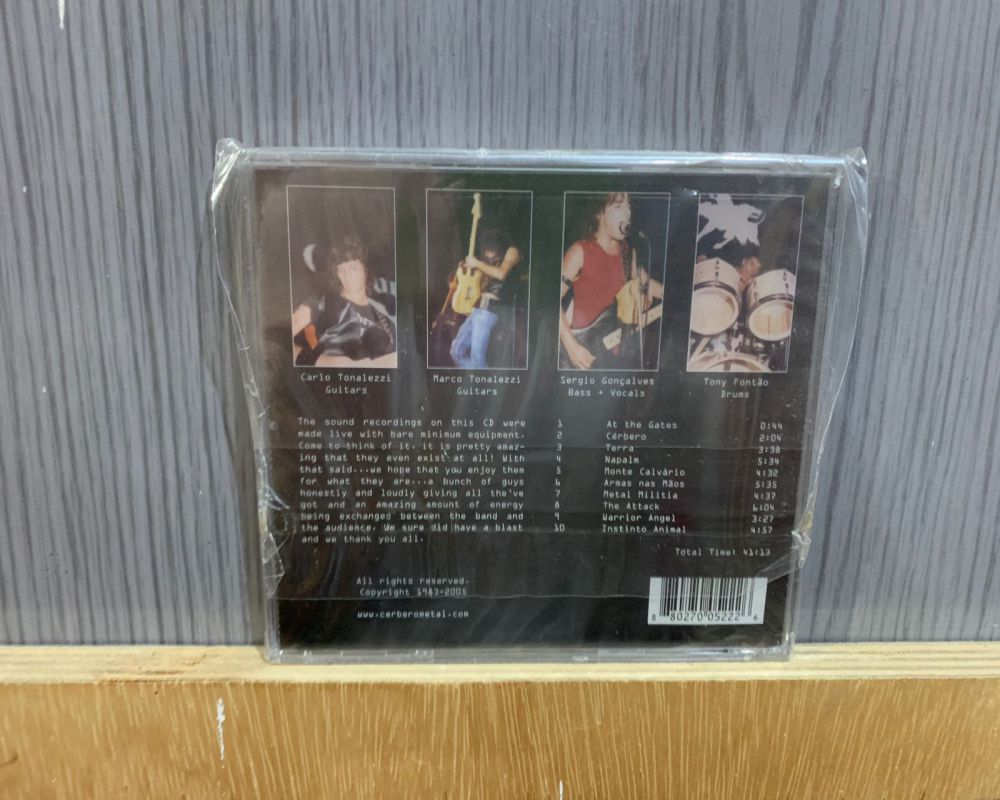 Carlo Tonalezzi
Guitars
Marco Tonalezzi
Guitars
Sergio Gonçalves
Bass + Vocals
Tony Fontão
Drums
The sound recordings on this CD were
made live with bare minimum equipment.
Come to think of it, it is pretty amaz-
ing that they even exist at all! With
that said...we hope that you enjoy them
for what they are...a bunch of guys
honestly and loudly giving all the've
got and an amazing amount of energy
being exchanged between the band and
the audience. We sure did have a blast
and we thank you all.
1 At the Gates 0:44
2 Cérbero 2:04
3 Terra 3:38
4 Napalm 5:34
5 Monte Calvário 4:32
6 Armas nas Mãos 5:35
7 Metal Militia 4:37
8 The Attack 6:04
9 Warrior Angel 3:27
10 Instinto Animal 4:57
Total Time: 41:13
All rights reserved.
Copyright 1983-2005
www.cerberometal.com
8 80270 05222 6